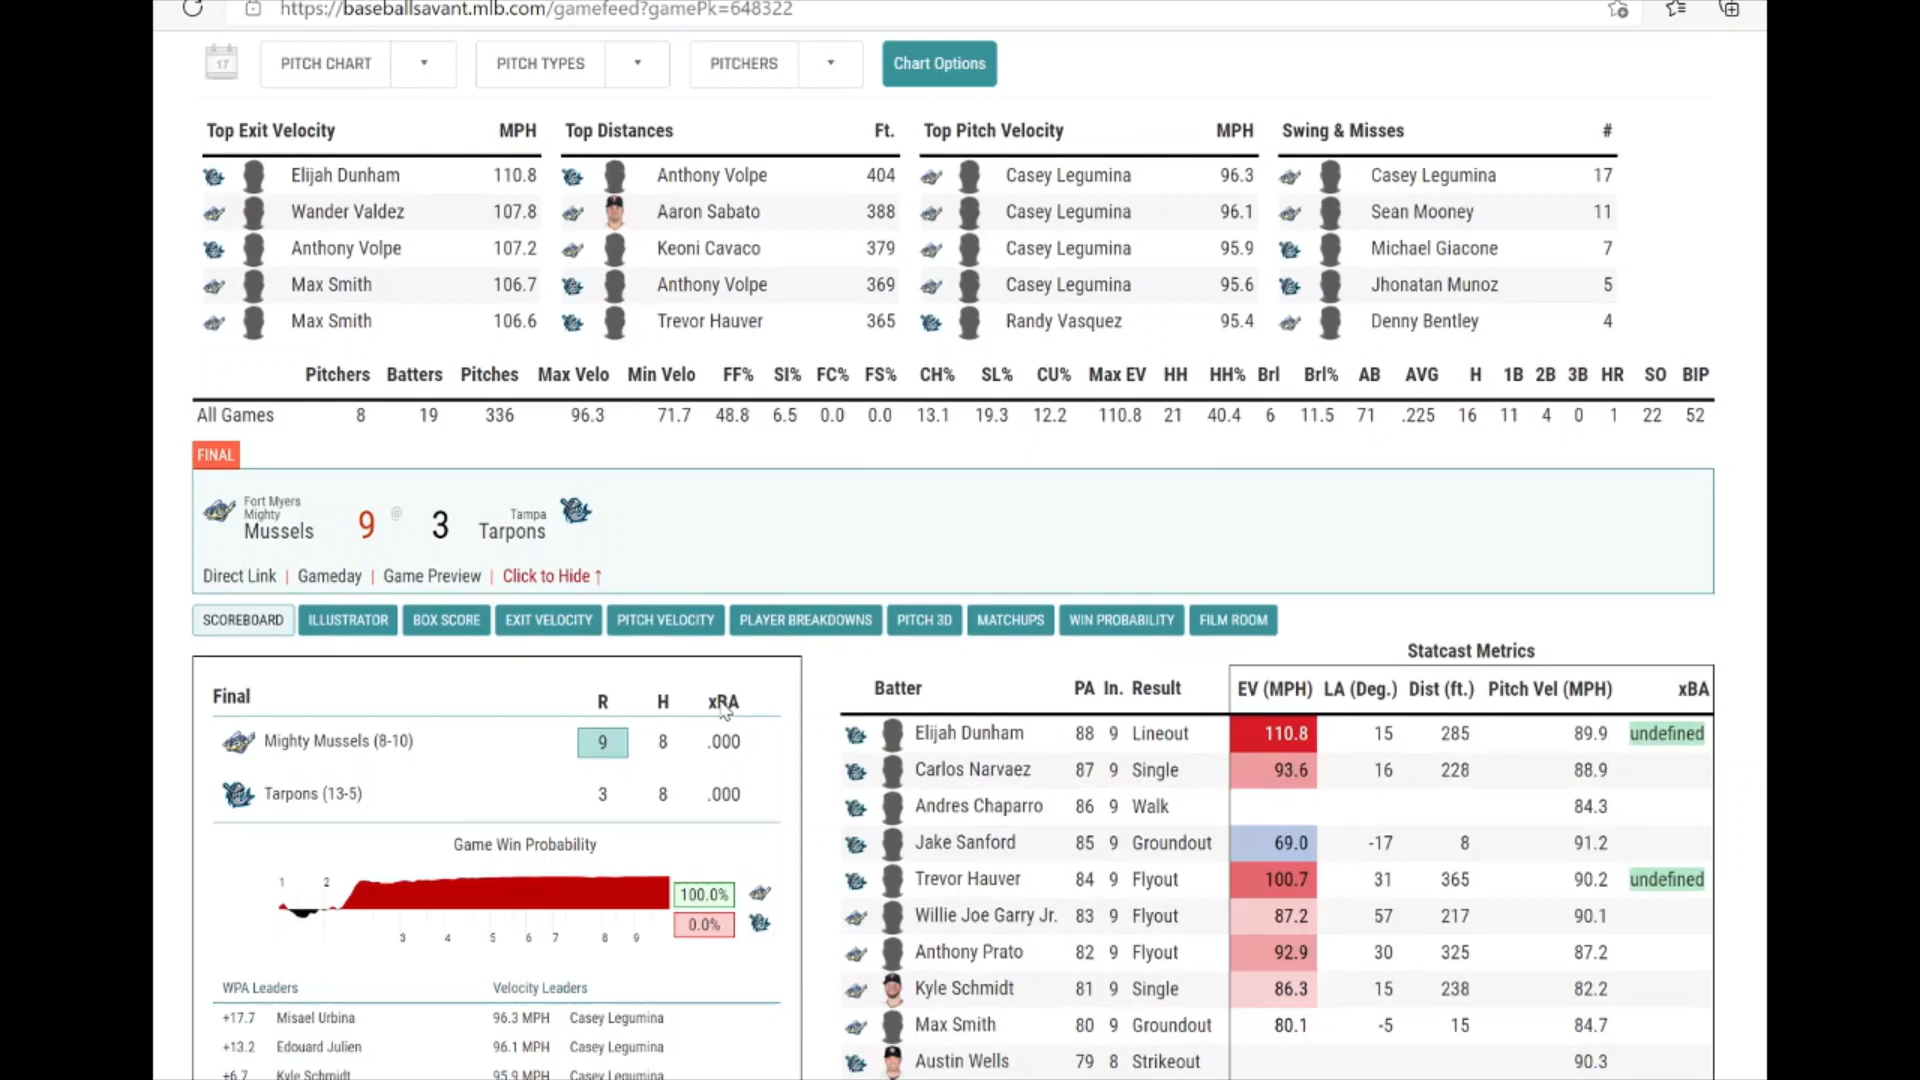 https://baseballsavant.mlb.com/gamefeed?gamePk=648322
17 PITCH CHART PITCH TYPES PITCHERS Chart Options
Top Exit Velocity MPH
Elijah Dunham 110.8
Wander Valdez 107.8
Anthony Volpe 107.2
Max Smith 106.7
Max Smith 106.6
Top Distances Ft.
Anthony Volpe 404
Aaron Sabato 388
Keoni Cavaco 379
Anthony Volpe 369
Trevor Hauver 365
Top Pitch Velocity MPH
Casey Legumina 96.3
Casey Legumina 96.1
Casey Legumina 95.9
Casey Legumina 95.6
Randy Vasquez 95.4
Swing & Misses #
Casey Legumina 17
Sean Mooney 11
Michael Giacone 7
Jhonatan Munoz 5
Denny Bentley 4
Pitchers Batters Pitches Max Velo Min Velo FF% SI% FC% FS% CH% SL% CU% Max EV HH HH% Brl Brl% AB AVG H 1B 2B 3B HR SO BIP
All Games 8 19 336 96.3 71.7 48.8 6.5 0.0 0.0 13.1 19.3 12.2 110.8 21 40.4 6 11.5 71 .225 16 11 4 0 1 22 52
FINAL
Fort Myers
Mighty
Mussels 9 @ 3 Tampa
Tarpons
Direct Link | Gameday | Game Preview | Click to Hide ↑
SCOREBOARD ILLUSTRATOR BOX SCORE EXIT VELOCITY PITCH VELOCITY PLAYER BREAKDOWNS PITCH 3D MATCHUPS WIN PROBABILITY FILM ROOM
Final R H xBA
Mighty Mussels (8-10) 9 8 .000
Tarpons (13-5) 3 8 .000
Game Win Probability
1 2
100.0%
0.0%
3 4 5 6 7 8 9
WPA Leaders Velocity Leaders
+17.7 Misael Urbina 96.3 MPH Casey Legumina
+13.2 Edouard Julien 96.1 MPH Casey Legumina
+6.7 Kyle Schmidt 95.9 MPH Casey Legumina
Statcast Metrics
Batter PA In. Result EV (MPH) LA (Deg.) Dist (ft.) Pitch Vel (MPH) xBA
Elijah Dunham 88 9 Lineout 110.8 15 285 89.9 undefined
Carlos Narvaez 87 9 Single 93.6 16 228 88.9
Andres Chaparro 86 9 Walk 84.3
Jake Sanford 85 9 Groundout 69.0 -17 8 91.2
Trevor Hauver 84 9 Flyout 100.7 31 365 90.2 undefined
Willie Joe Garry Jr. 83 9 Flyout 87.2 57 217 90.1
Anthony Prato 82 9 Flyout 92.9 30 325 87.2
Kyle Schmidt 81 9 Single 86.3 15 238 82.2
Max Smith 80 9 Groundout 80.1 -5 15 84.7
Austin Wells 79 8 Strikeout 90.3